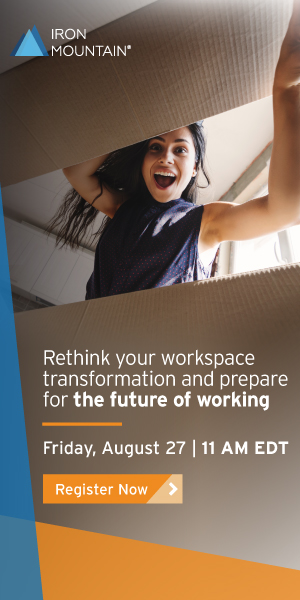 IRON
MOUNTAIN®
Rethink your workspace
transformation and prepare
for the future of working
Friday, August 27 | 11 AM EDT
Register Now